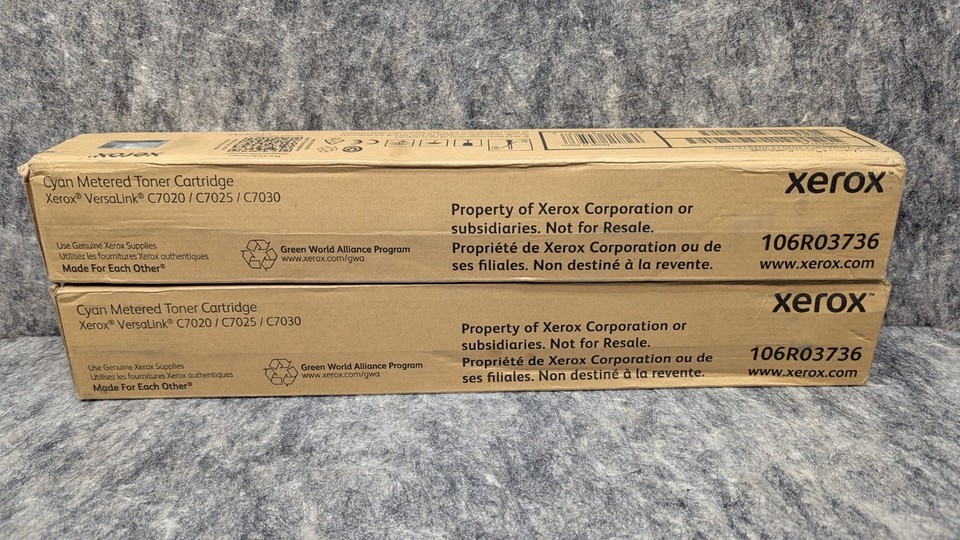 xerox
Cyan Metered Toner Cartridge
Xerox® VersaLink® C7020 / C7025 / C7030
xerox
Property of Xerox Corporation or
subsidiaries. Not for Resale.
Propriété de Xerox Corporation ou de
ses filiales. Non destiné à la revente.
106R03736
www.xerox.com
Use Genuine Xerox Supplies
Utilisez les fournitures Xerox authentiques
Made For Each Other®
Green World Alliance Program
www.xerox.com/gwa
Cyan Metered Toner Cartridge
Xerox® VersaLink® C7020 / C7025 / C7030
xerox™
Property of Xerox Corporation or
subsidiaries. Not for Resale.
Propriété de Xerox Corporation ou de
ses filiales. Non destiné à la revente.
106R03736
www.xerox.com
Use Genuine Xerox Supplies
Utilisez les fournitures Xerox authentiques
Made For Each Other®
Green World Alliance Program
www.xerox.com/gwa